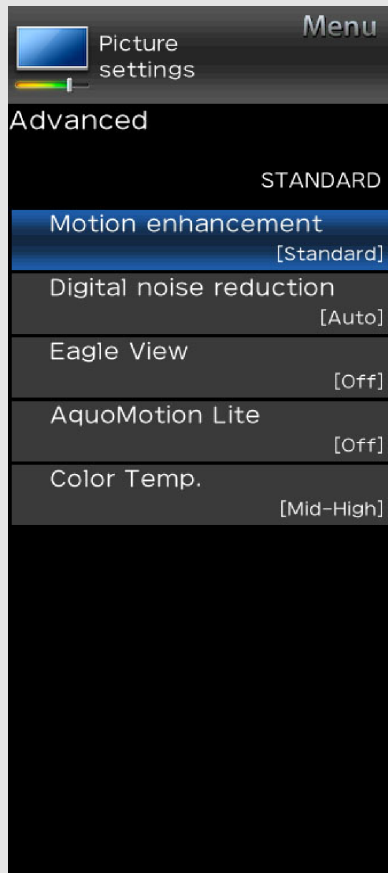 Menu
Picture
settings
Advanced
STANDARD
Motion enhancement
[Standard]
Digital noise reduction
[Auto]
Eagle View
[Off]
AquoMotion Lite
[Off]
Color Temp.
[Mid-High]